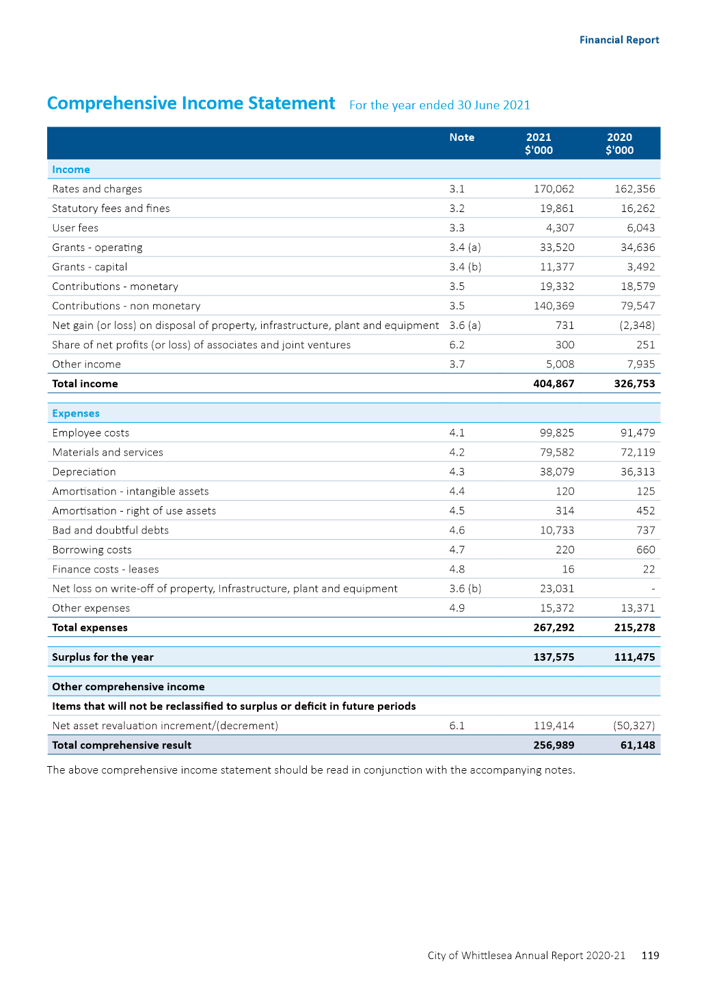 Financial Report
Comprehensive Income Statement For the year ended 30 June 2021
Note 2021 2020
$'000 $'000
Income
Rates and charges 3.1 170,062 162,356
Statutory fees and fines 3.2 19,861 16,262
User fees 3.3 4,307 6,043
Grants - operating 3.4 (a) 33,520 34,636
Grants - capital 3.4 (b) 11,377 3,492
Contributions - monetary 3.5 19,332 18,579
Contributions - non monetary 3.5 140,369 79,547
Net gain (or loss) on disposal of property, infrastructure, plant and equipment 3.6 (a) 731 (2,348)
Share of net profits (or loss) of associates and joint ventures 6.2 300 251
Other income 3.7 5,008 7,935
Total income 404,867 326,753
Expenses
Employee costs 4.1 99,825 91,479
Materials and services 4.2 79,582 72,119
Depreciation 4.3 38,079 36,313
Amortisation - intangible assets 4.4 120 125
Amortisation - right of use assets 4.5 314 452
Bad and doubtful debts 4.6 10,733 737
Borrowing costs 4.7 220 660
Finance costs - leases 4.8 16 22
Net loss on write-off of property, Infrastructure, plant and equipment 3.6 (b) 23,031 -
Other expenses 4.9 15,372 13,371
Total expenses 267,292 215,278
Surplus for the year 137,575 111,475
Other comprehensive income
Items that will not be reclassified to surplus or deficit in future periods
Net asset revaluation increment/(decrement) 6.1 119,414 (50,327)
Total comprehensive result 256,989 61,148
The above comprehensive income statement should be read in conjunction with the accompanying notes.
City of Whittlesea Annual Report 2020-21 119